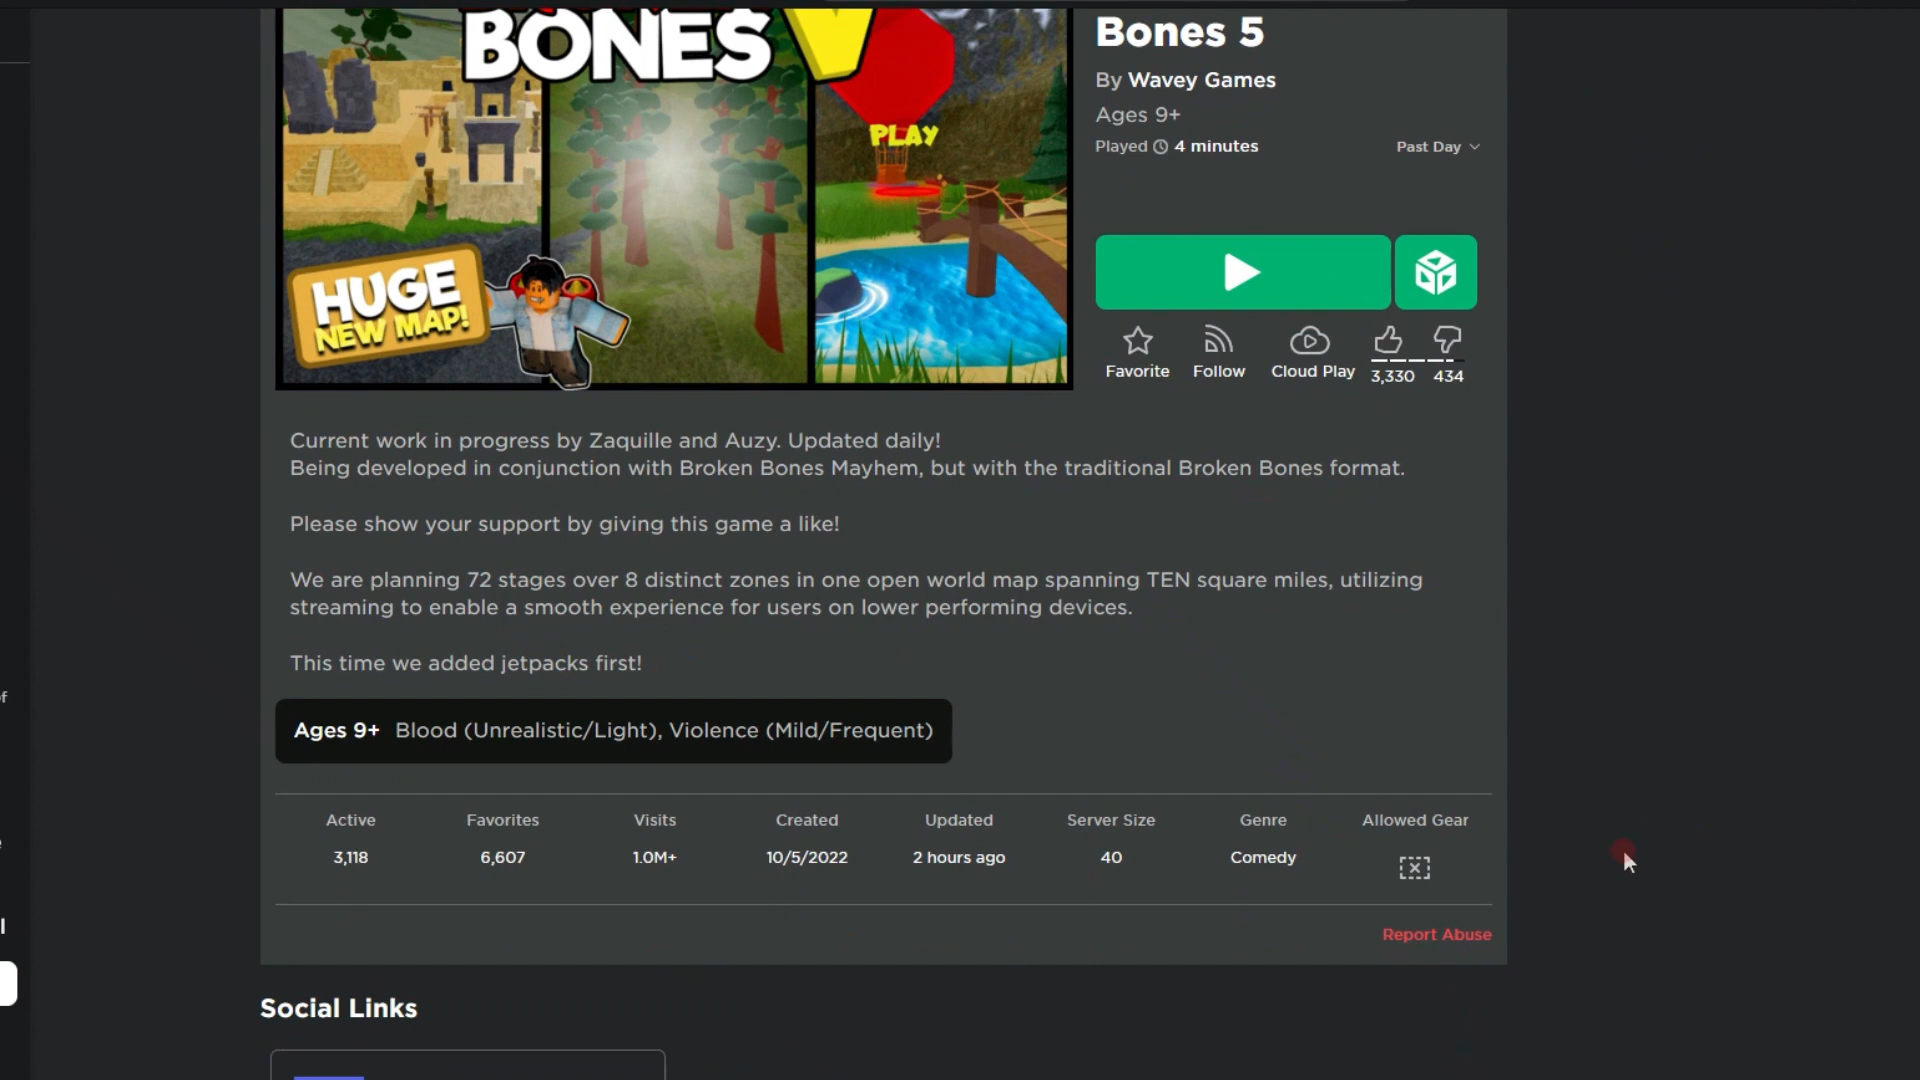 BONES V
PLAY
HUGE
NEW MAP!
Bones 5
By Wavey Games
Ages 9+
Played 4 minutes
Past Day
Favorite
Follow
Cloud Play
3,330
434
Current work in progress by Zaquille and Auzy. Updated daily!
Being developed in conjunction with Broken Bones Mayhem, but with the traditional Broken Bones format.
Please show your support by giving this game a like!
We are planning 72 stages over 8 distinct zones in one open world map spanning TEN square miles, utilizing
streaming to enable a smooth experience for users on lower performing devices.
This time we added jetpacks first!
Ages 9+ Blood (Unrealistic/Light), Violence (Mild/Frequent)
Active Favorites Visits Created Updated Server Size Genre Allowed Gear
3,118 6,607 1.0M+ 10/5/2022 2 hours ago 40 Comedy
Report Abuse
Social Links